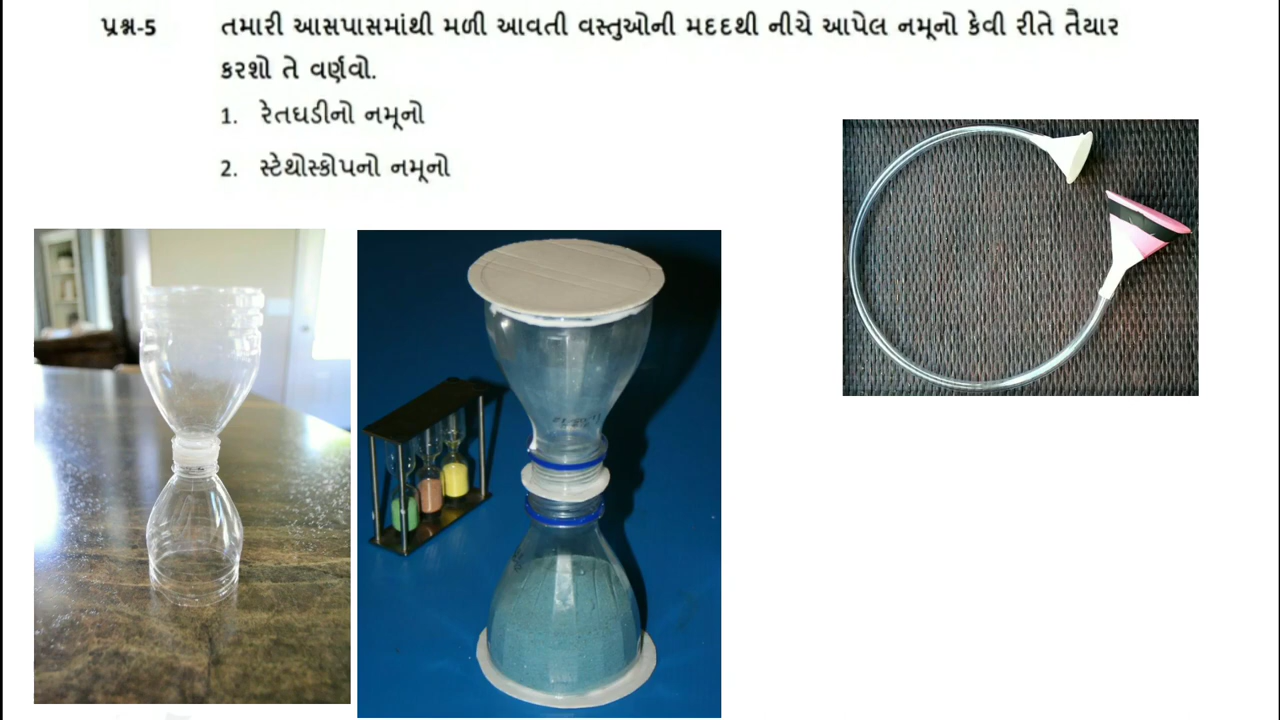 પ્રશ્ન-5 તમારી આસપાસમાંથી મળી આવતી વસ્તુઓની મદદથી નીચે આપેલ નમૂનો કેવી રીતે તૈયાર
કરશો તે વર્ણવો.
1. રેતઘડીનો નમૂનો
2. સ્ટેથોસ્કોપનો નમૂનો